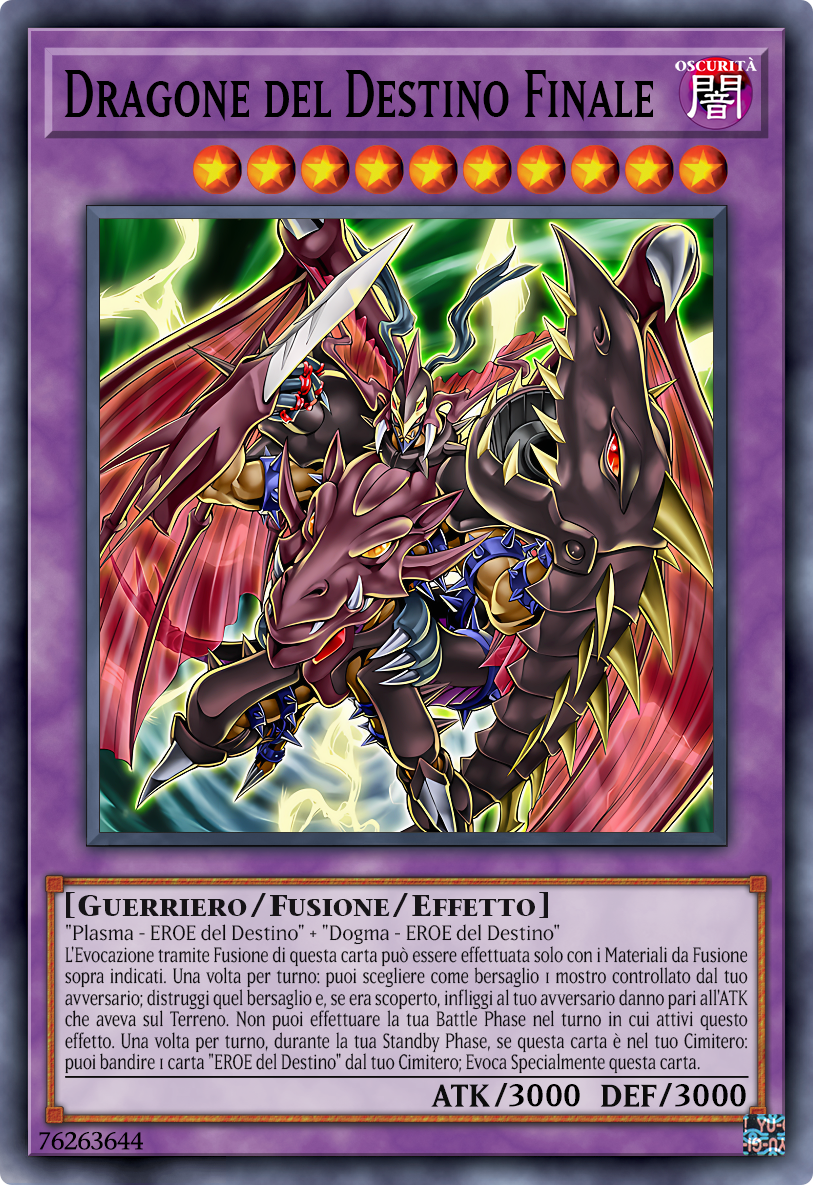 Dragone del Destino Finale
OSCURITÀ
闇
[Guerriero/Fusione/Effetto]
"Plasma - EROE del Destino" + "Dogma - EROE del Destino"
L'Evocazione tramite Fusione di questa carta può essere effettuata solo con i Materiali da Fusione
sopra indicati. Una volta per turno: puoi scegliere come bersaglio 1 mostro controllato dal tuo
avversario; distruggi quel bersaglio e, se era scoperto, infliggi al tuo avversario danno pari all'ATK
che aveva sul Terreno. Non puoi effettuare la tua Battle Phase nel turno in cui attivi questo
effetto. Una volta per turno, durante la tua Standby Phase, se questa carta è nel tuo Cimitero:
puoi bandire 1 carta "EROE del Destino" dal tuo Cimitero; Evoca Specialmente questa carta.
ATK/3000 DEF/3000
76263644